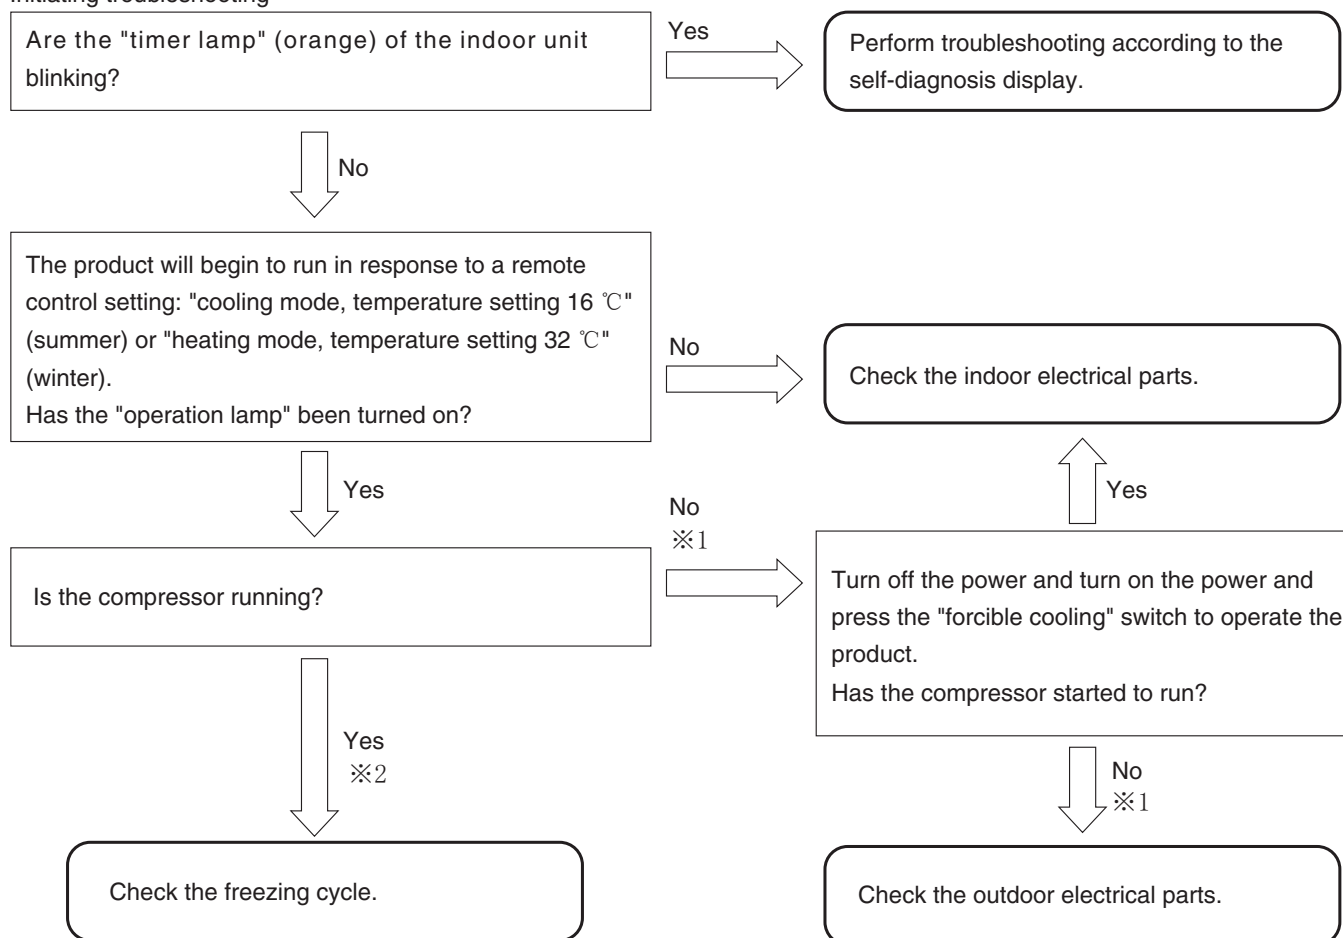 Initiating troubleshooting
Are the "timer lamp" (orange) of the indoor unit
blinking?
Yes
Perform troubleshooting according to the
self-diagnosis display.
No
The product will begin to run in response to a remote
control setting: "cooling mode, temperature setting 16 ℃"
(summer) or "heating mode, temperature setting 32 ℃"
(winter).
Has the "operation lamp" been turned on?
No
Check the indoor electrical parts.
Yes
Yes
No
※1
Is the compressor running?
Turn off the power and turn on the power and
press the "forcible cooling" switch to operate the
product.
Has the compressor started to run?
Yes
※2
No
※1
Check the freezing cycle.
Check the outdoor electrical parts.